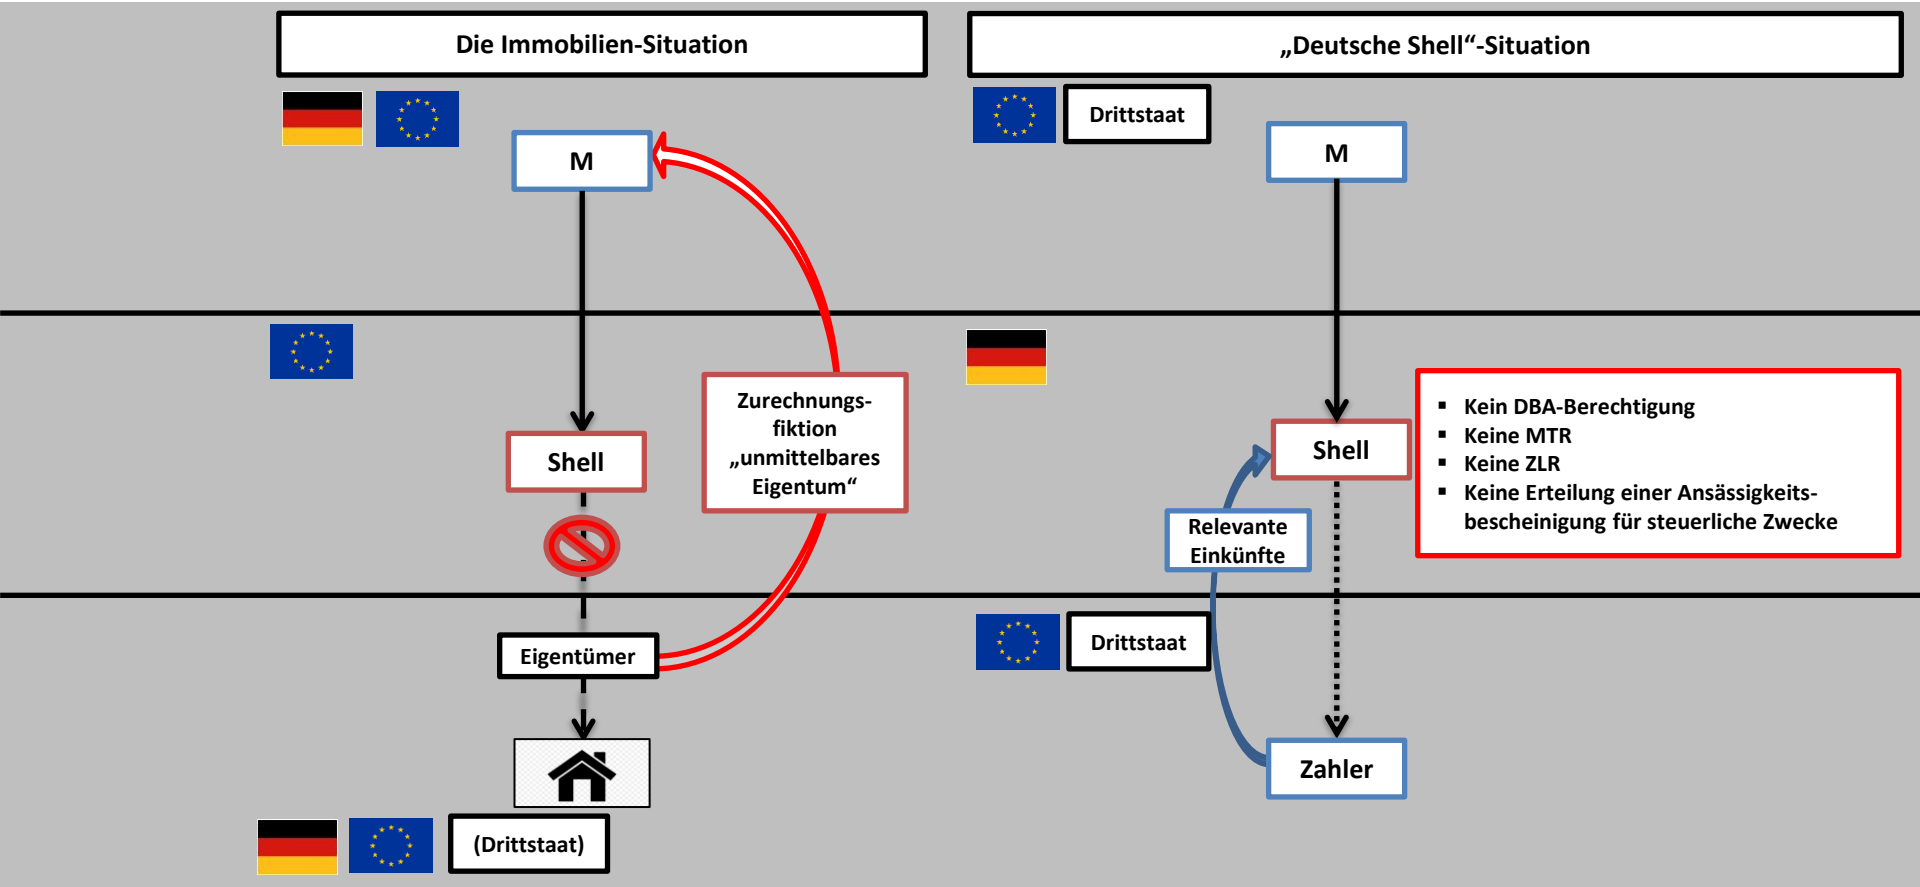 Die Immobilien-Situation
„Deutsche Shell“-Situation
M
Drittstaat
M
Zurechnungs-
fiktion
„unmittelbares
Eigentum“
Shell
Shell
▪ Kein DBA-Berechtigung
▪ Keine MTR
▪ Keine ZLR
▪ Keine Erteilung einer Ansässigkeits-
bescheinigung für steuerliche Zwecke
Relevante
Einkünfte
Eigentümer
Drittstaat
Zahler
(Drittstaat)